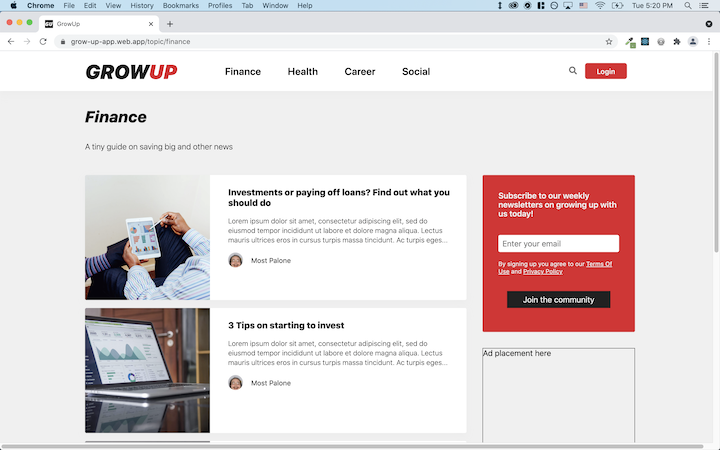 Chrome File Edit View History Bookmarks Profiles Tab Window Help Tue 5:20 PM
GrowUp
grow-up-app.web.app/topic/finance
GROWUP Finance Health Career Social Login
Finance
A tiny guide on saving big and other news
Investments or paying off loans? Find out what you
should do
Lorem ipsum dolor sit amet, consectetur adipiscing elit, sed do
eiusmod tempor incididunt ut labore et dolore magna aliqua. Lectus
mauris ultrices eros in cursus turpis massa tincidunt. Ac turpis eges...
Most Palone
3 Tips on starting to invest
Lorem ipsum dolor sit amet, consectetur adipiscing elit, sed do
eiusmod tempor incididunt ut labore et dolore magna aliqua. Lectus
mauris ultrices eros in cursus turpis massa tincidunt. Ac turpis eges...
Most Palone
Subscribe to our weekly
newsletters on growing up with
us today!
Enter your email
By signing up you agree to our Terms Of
Use and Privacy Policy
Join the community
Ad placement here